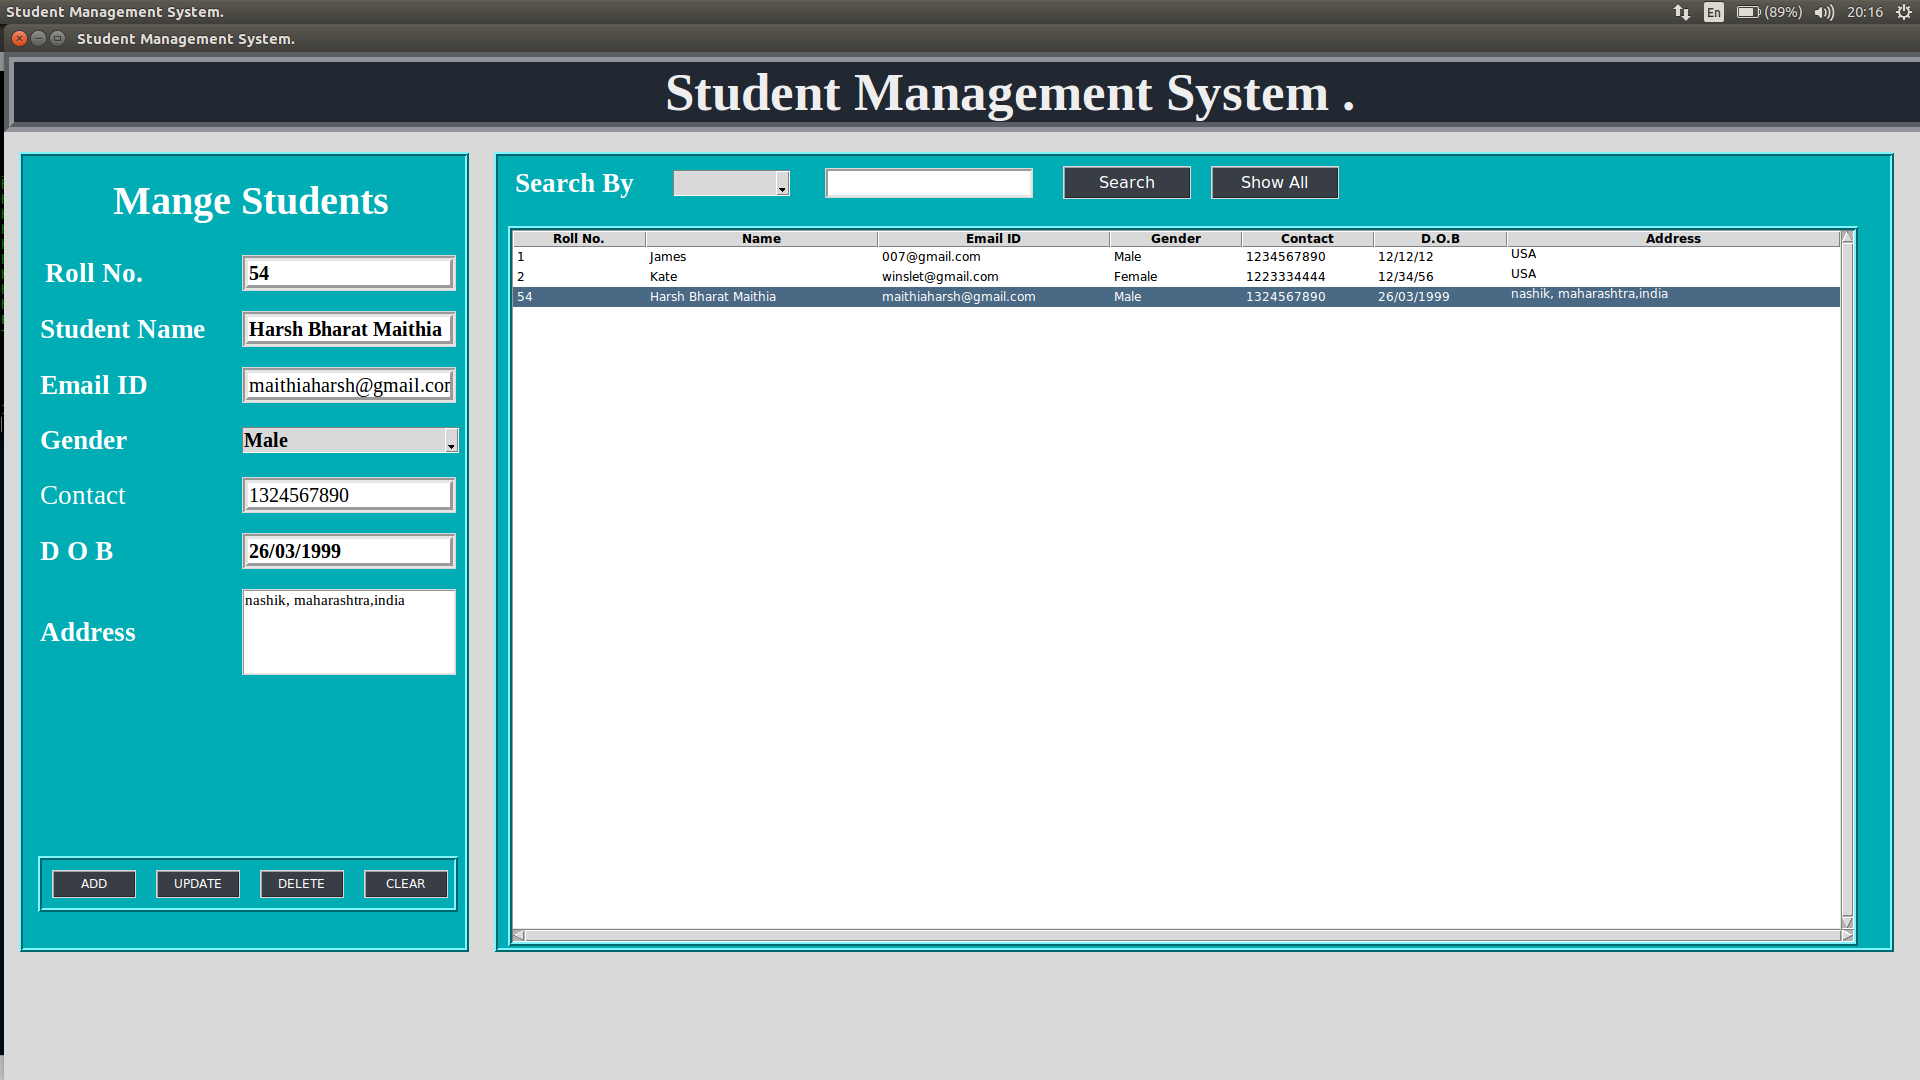 Student Management System.
En (89%) 20:16
Student Management System.
Student Management System .
Mange Students
Roll No. 54
Student Name Harsh Bharat Maithia
Email ID maithiaharsh@gmail.com
Gender Male
Contact 1324567890
D O B 26/03/1999
Address nashik, maharashtra,india
ADD UPDATE DELETE CLEAR
Search By Search Show All
Roll No. Name Email ID Gender Contact D.O.B Address
1 James 007@gmail.com Male 1234567890 12/12/12 USA
2 Kate winslet@gmail.com Female 1223334444 12/34/56 USA
54 Harsh Bharat Maithia maithiaharsh@gmail.com Male 1324567890 26/03/1999 nashik, maharashtra,india